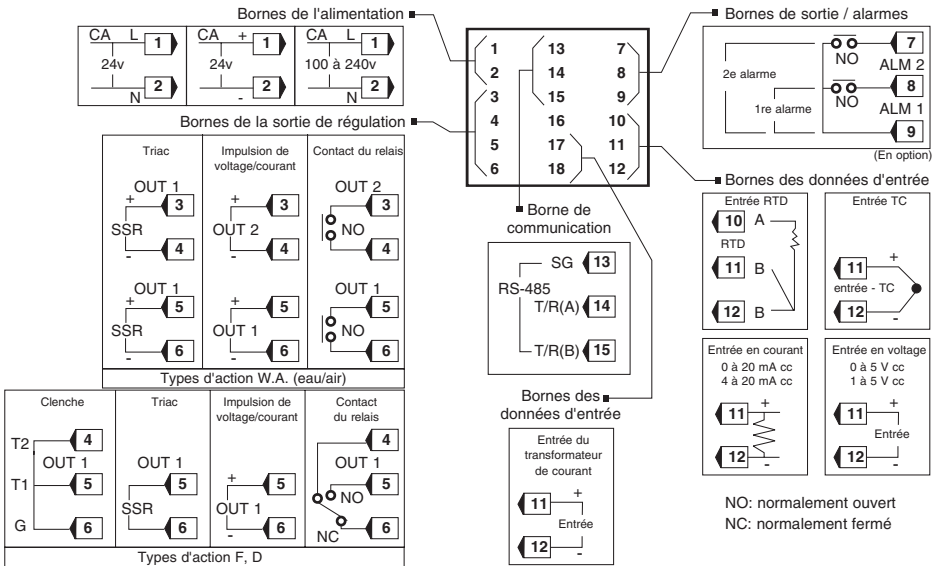 Bornes de l'alimentation
CA L 1
24v
N 2
CA + 1
24v
- 2
CA L 1
100 à 240v
N 2
1 13 7
2 14 8
3 15 9
4 16 10
5 17 11
6 18 12
Bornes de sortie / alarmes
2e alarme
1re alarme
NO
7
ALM 2
8
NO
ALM 1
9
(En option)
Bornes de la sortie de régulation
Triac
OUT 1
+ 3
SSR
- 4
OUT 1
+ 5
SSR
- 6
Impulsion de
voltage/courant
+ 3
OUT 2
- 4
+ 5
OUT 1
- 6
Contact du relais
OUT 2
3
NO
4
OUT 1
5
NO
6
Types d'action W.A. (eau/air)
Clenche
T2 4
OUT 1
T1 5
G 6
Triac
OUT 1
5
SSR
6
Impulsion de
voltage/courant
+ 5
OUT 1
- 6
Contact
du relais
4
OUT 1
NO 5
NC 6
Types d'action F, D
Borne de
communication
SG 13
RS-485
T/R(A) 14
T/R(B) 15
Bornes des
données d'entrée
Entrée du
transformateur
de courant
11 +
Entrée
12 -
Bornes des données d'entrée
Entrée RTD
10 A
RTD
11 B
12 B
Entrée TC
11 +
entrée - TC
12 -
Entrée en courant
0 à 20 mA cc
4 à 20 mA cc
11 +
12 -
Entrée en voltage
0 à 5 V cc
1 à 5 V cc
11 +
Entrée
12 -
NO: normalement ouvert
NC: normalement fermé